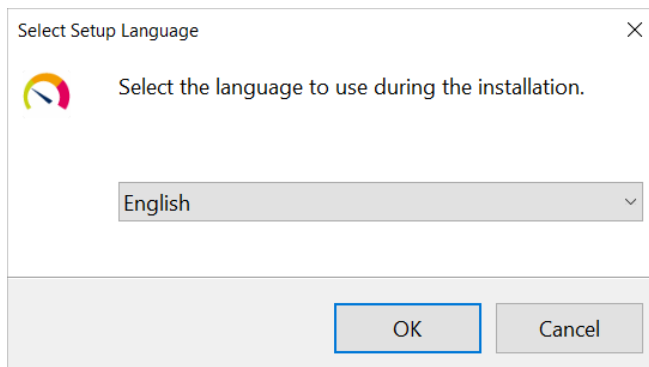 Select Setup Language
Select the language to use during the installation.
English
OK
Cancel